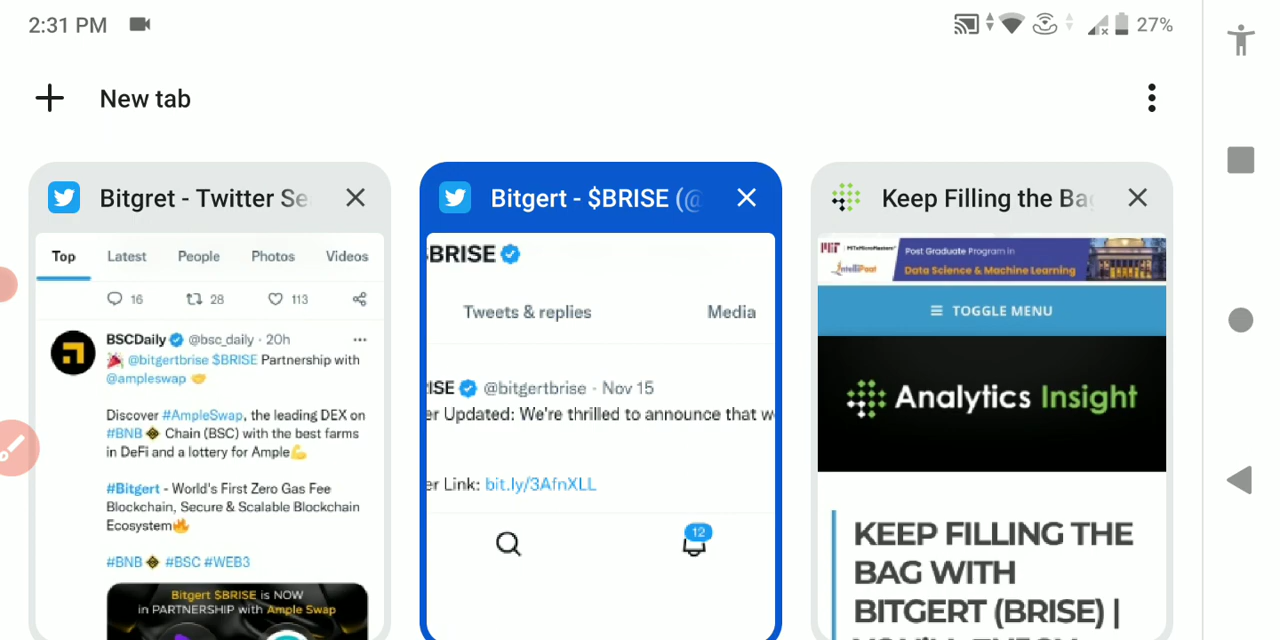 2:31 PM
27%
New tab
Bitgret - Twitter Se
Top Latest People Photos Videos
16 28 113
BSCDaily @bsc_daily · 20h
🎉 @bitgertbrise $BRISE Partnership with
@ampleswap 🤝
Discover #AmpleSwap, the leading DEX on
#BNB Chain (BSC) with the best farms
in DeFi and a lottery for Ample💪
#Bitgert - World's First Zero Gas Fee
Blockchain, Secure & Scalable Blockchain
Ecosystem🔥
#BNB #BSC #WEB3
Bitgert $BRISE is NOW
in PARTNERSHIP with Ample Swap
Bitgert - $BRISE (@
BRISE
Tweets & replies Media
ISE @bitgertbrise · Nov 15
er Updated: We're thrilled to announce that w
er Link: bit.ly/3AfnXLL
12
Keep Filling the Ba
Post Graduate Program in
Data Science & Machine Learning
TOGGLE MENU
Analytics Insight
KEEP FILLING THE
BAG WITH
BITGERT (BRISE) |